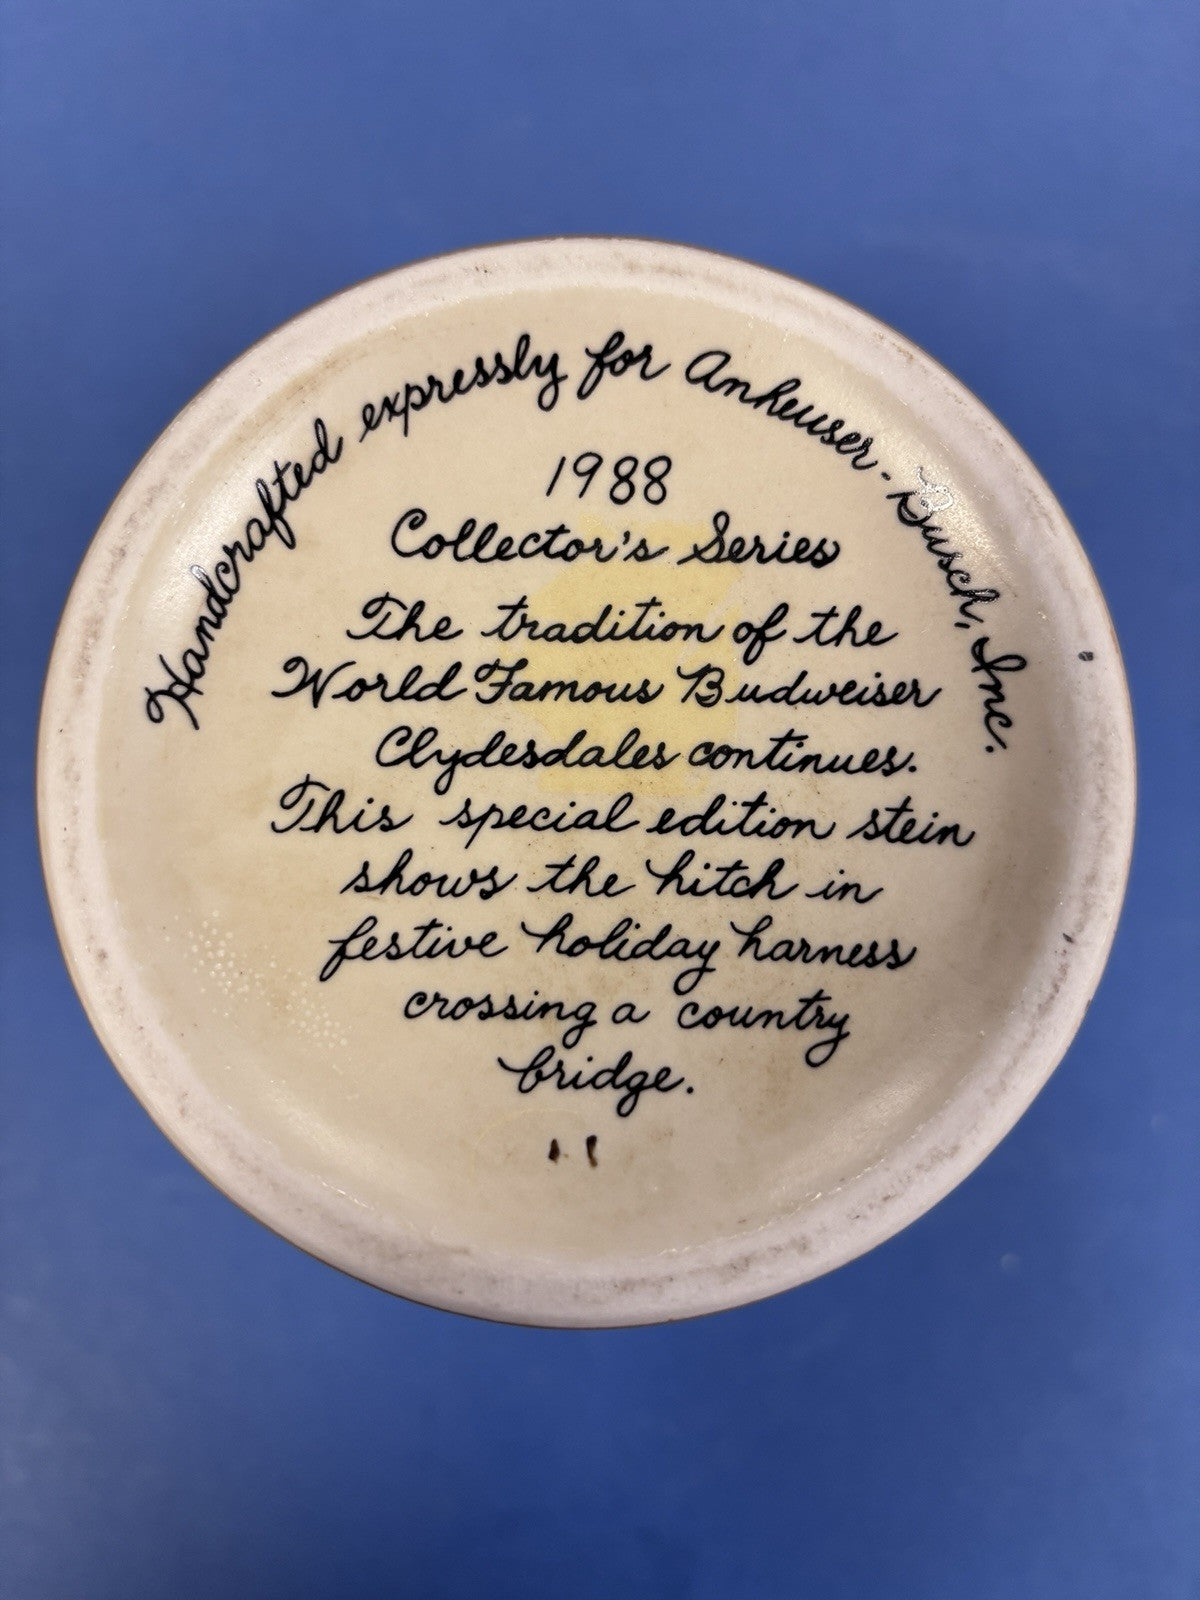 Handcrafted expressly for Anheuser-Busch, Inc.
1988
Collector's Series
The tradition of the
World Famous Budweiser
Clydesdales continues.
This special edition stein
shows the hitch in
festive holiday harness
crossing a country
bridge.